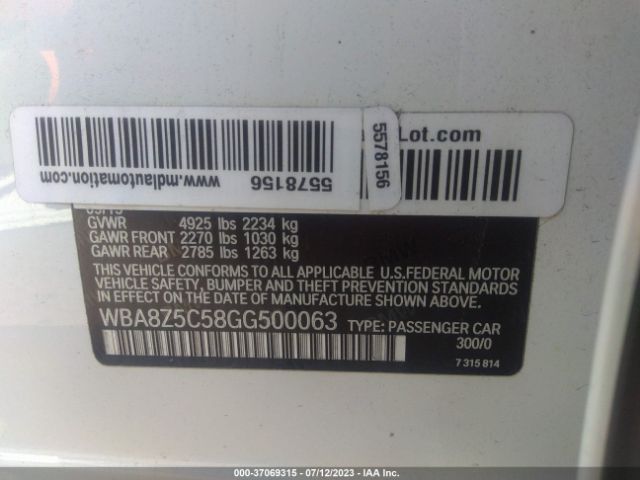 www.mdlautomation.com
5578156
5578156
Lot.com
GVWR 4925 lbs 2234 kg
GAWR FRONT 2270 lbs 1030 kg
GAWR REAR 2785 lbs 1263 kg
THIS VEHICLE CONFORMS TO ALL APPLICABLE U.S.FEDERAL MOTOR
VEHICLE SAFETY, BUMPER AND THEFT PREVENTION STANDARDS
IN EFFECT ON THE DATE OF MANUFACTURE SHOWN ABOVE.
WBA8Z5C58GG500063 TYPE: PASSENGER CAR
300/0
7 315 814
000-37069315 - 07/12/2023 - IAA Inc.